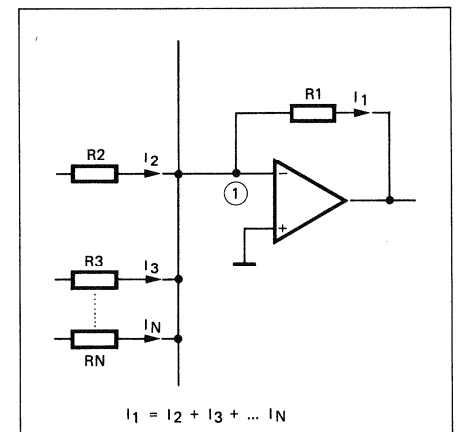 R1
I1
R2
I2
1
−
+
R3
I3
IN
RN
I1 = I2 + I3 + ... IN